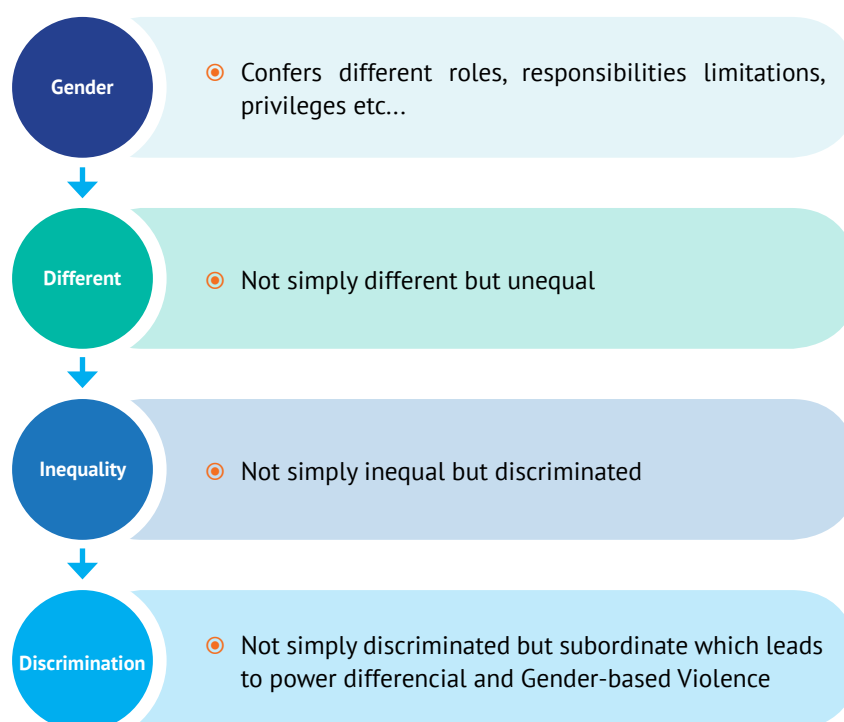 Gender
Confers different roles, responsibilities limitations,
privileges etc...
Different
Not simply different but unequal
Inequality
Not simply inequal but discriminated
Discrimination
Not simply discriminated but subordinate which leads
to power differencial and Gender-based Violence